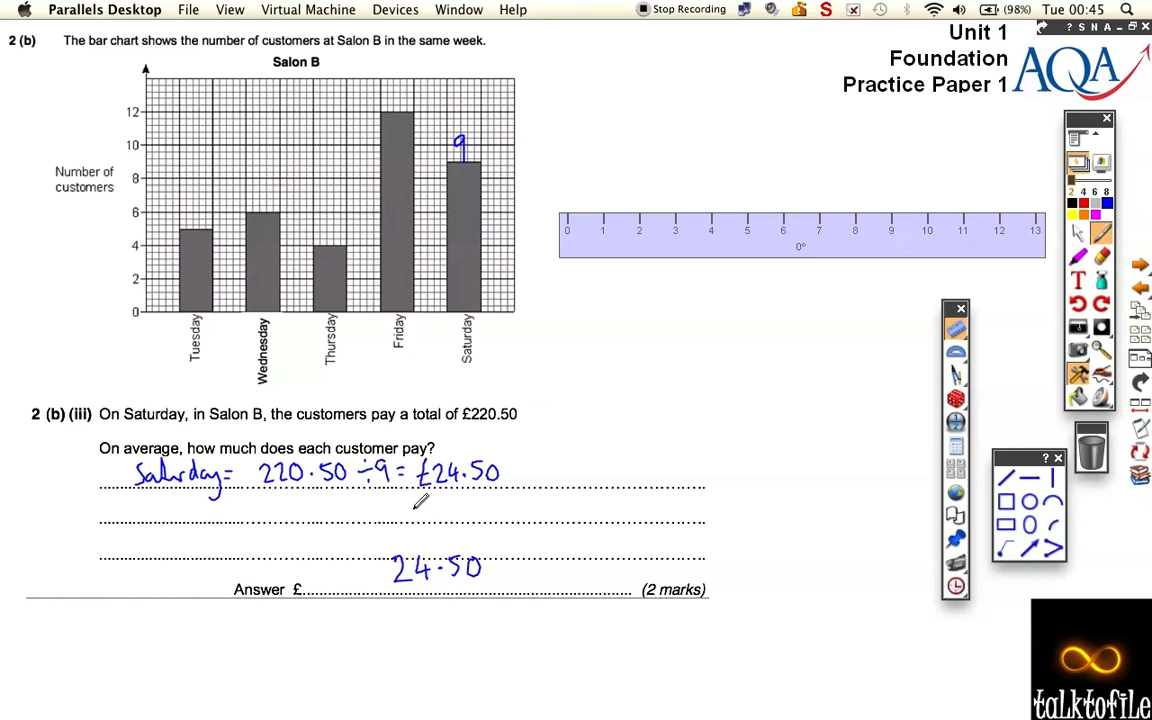 Parallels Desktop File View Virtual Machine Devices Window Help Stop Recording S (98%) Tue 00:45
2 (b) The bar chart shows the number of customers at Salon B in the same week.
Unit 1
Foundation
Practice Paper 1
AQA
? S N A
Salon B
12
10
8
6
4
2
0
9
Number of
customers
Tuesday
Wednesday
Thursday
Friday
Saturday
0 1 2 3 4 5 6 7 8 9 10 11 12 13
0°
2 4 6 8
T
2 (b) (iii) On Saturday, in Salon B, the customers pay a total of £220.50
On average, how much does each customer pay?
Saturday = 220.50 ÷ 9 = £24.50
24.50
Answer £ (2 marks)
? X
talktofile